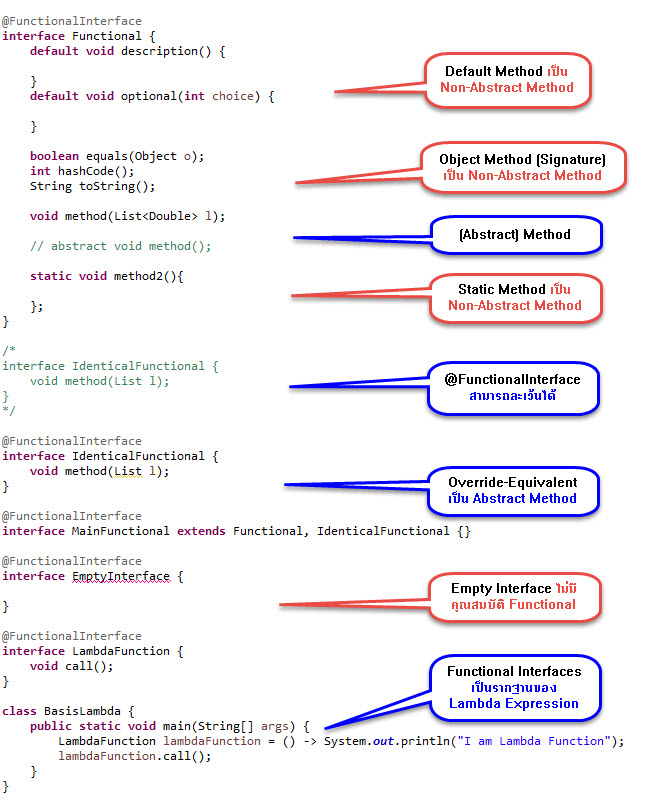 @FunctionalInterface
interface Functional {
default void description() {
}
default void optional(int choice) {
}
boolean equals(Object o);
int hashCode();
String toString();
void method(List<Double> l);
// abstract void method();
static void method2(){
};
}
/*
interface IdenticalFunctional {
void method(List l);
}
*/
@FunctionalInterface
interface IdenticalFunctional {
void method(List l);
}
@FunctionalInterface
interface MainFunctional extends Functional, IdenticalFunctional {}
@FunctionalInterface
interface EmptyInterface {
}
@FunctionalInterface
interface LambdaFunction {
void call();
}
class BasisLambda {
public static void main(String[] args) {
LambdaFunction lambdaFunction = () -> System.out.println("I am Lambda Function");
lambdaFunction.call();
}
}
Default Method เป็น
Non-Abstract Method
Object Method (Signature)
เป็น Non-Abstract Method
(Abstract) Method
Static Method เป็น
Non-Abstract Method
@FunctionalInterface
สามารถละเว้นได้
Override-Equivalent
เป็น Abstract Method
Empty Interface ไม่มี
คุณสมบัติ Functional
Functional Interfaces
เป็นรากฐานของ
Lambda Expression